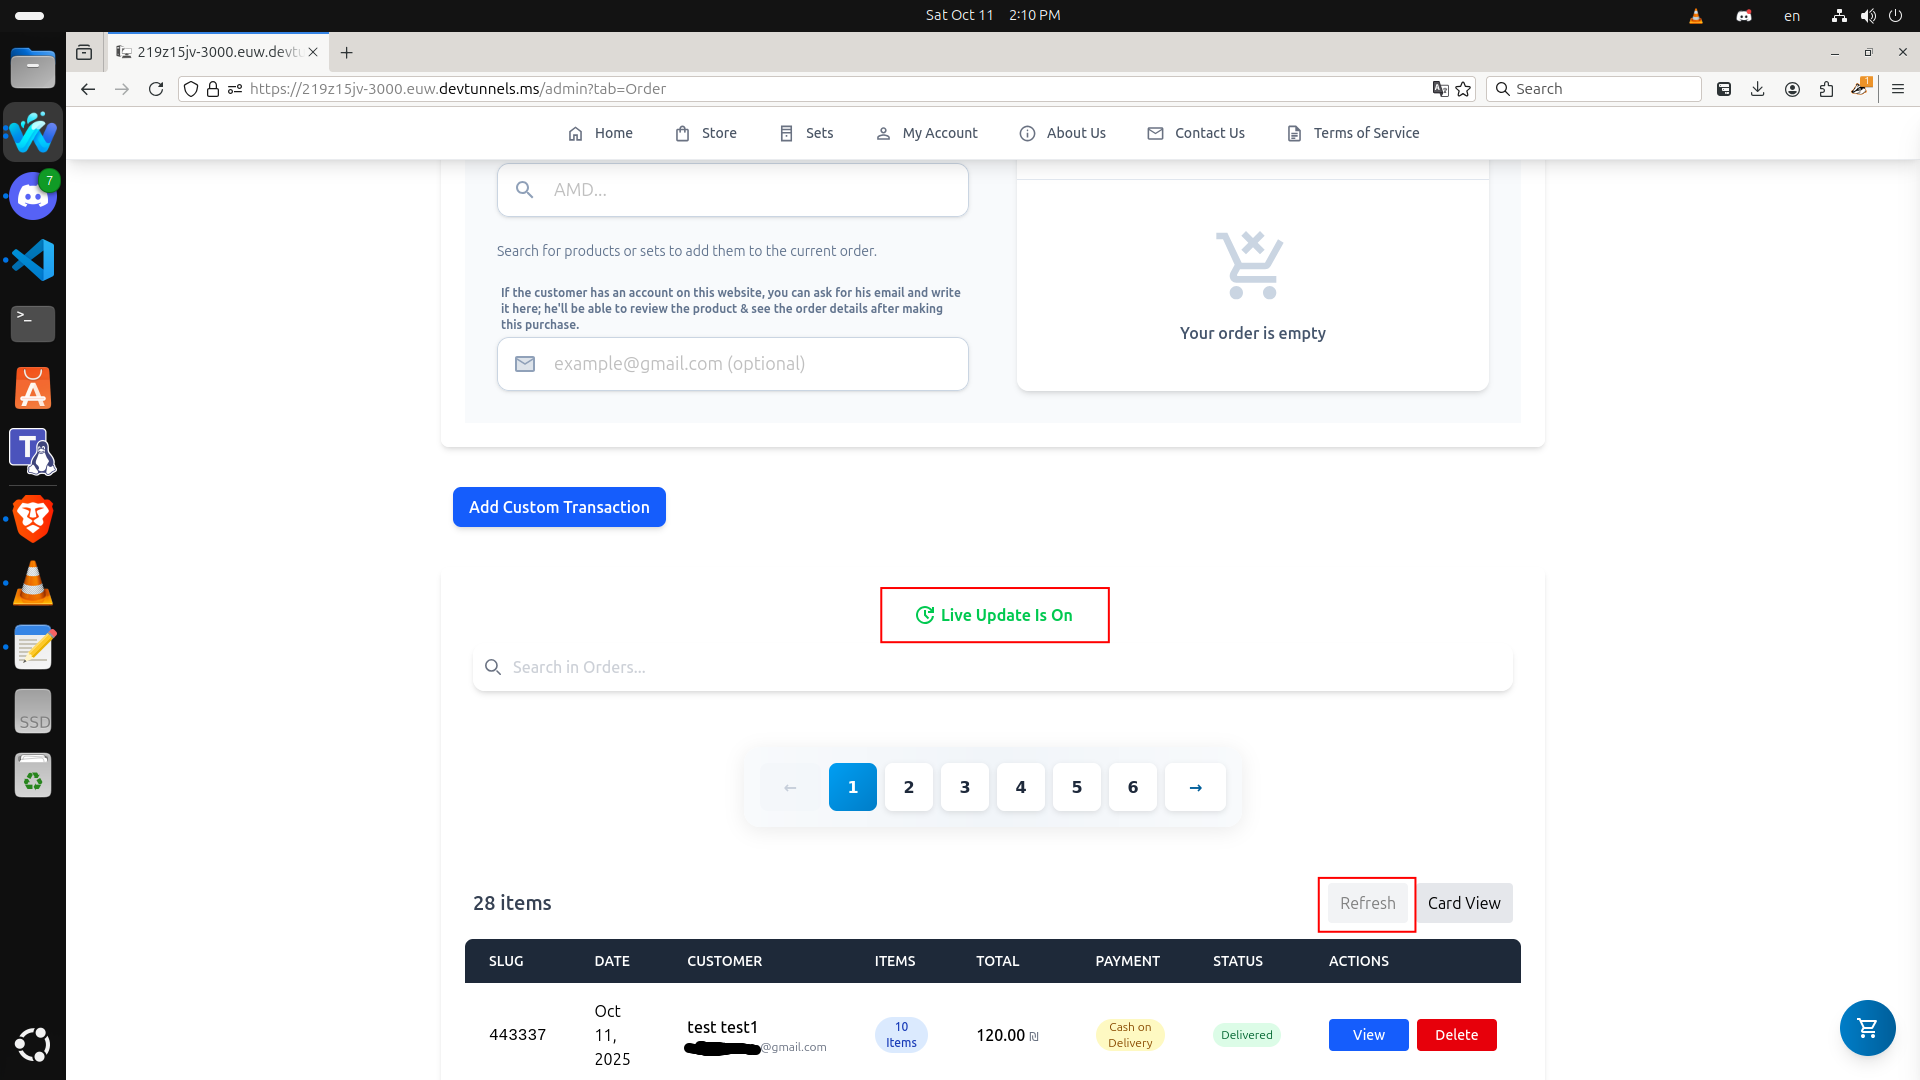 Sat Oct 11 2:10 PM
en
219z15jv-3000.euw.devtu
https://219z15jv-3000.euw.devtunnels.ms/admin?tab=Order
Search
1
Home Store Sets My Account About Us Contact Us Terms of Service
7
AMD...
Search for products or sets to add them to the current order.
If the customer has an account on this website, you can ask for his email and write
it here; he'll be able to review the product & see the order details after making
this purchase.
example@gmail.com (optional)
Your order is empty
Add Custom Transaction
Live Update Is On
Search in Orders...
SSD
← 1 2 3 4 5 6 →
28 items
Refresh Card View
SLUG DATE CUSTOMER ITEMS TOTAL PAYMENT STATUS ACTIONS
443337
Oct
11,
2025
test test1
@gmail.com
10
Items
120.00 ₪
Cash on
Delivery
Delivered
View Delete